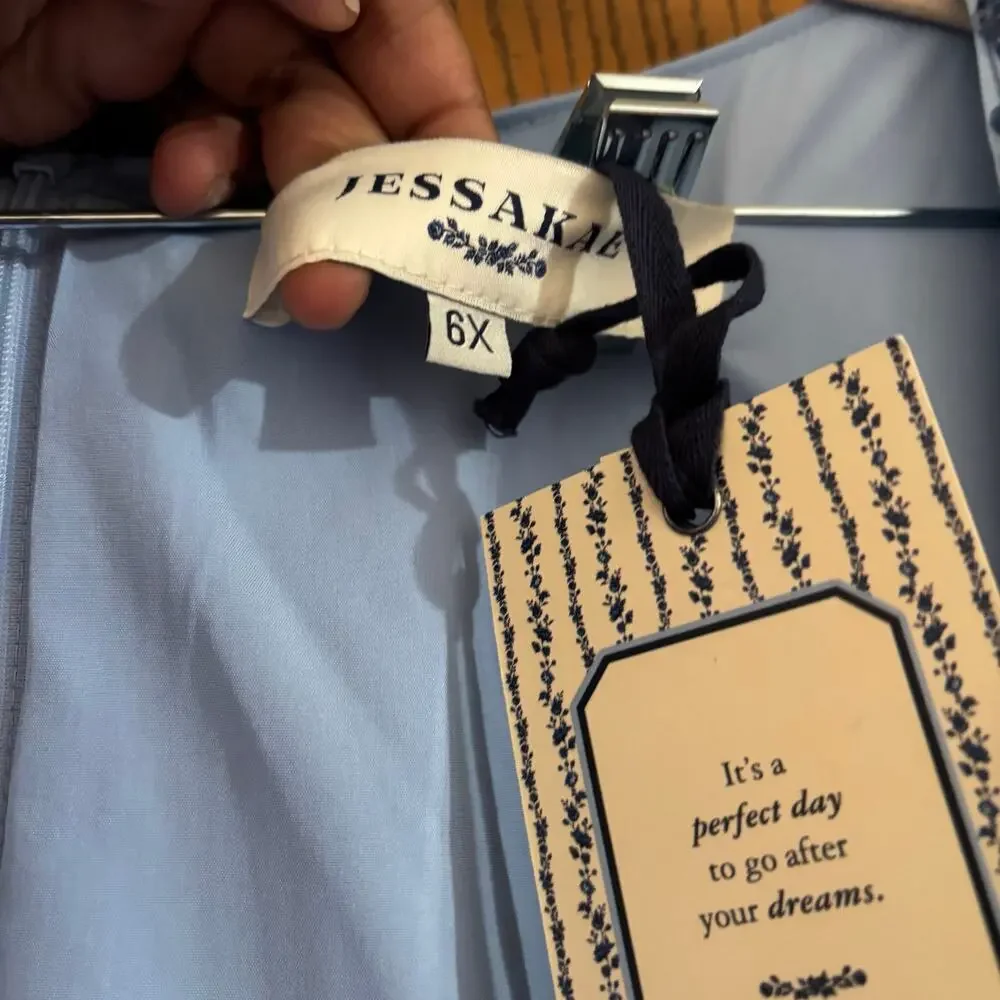 JESSAKAE
6X
It's a
perfect day
to go after
your dreams.